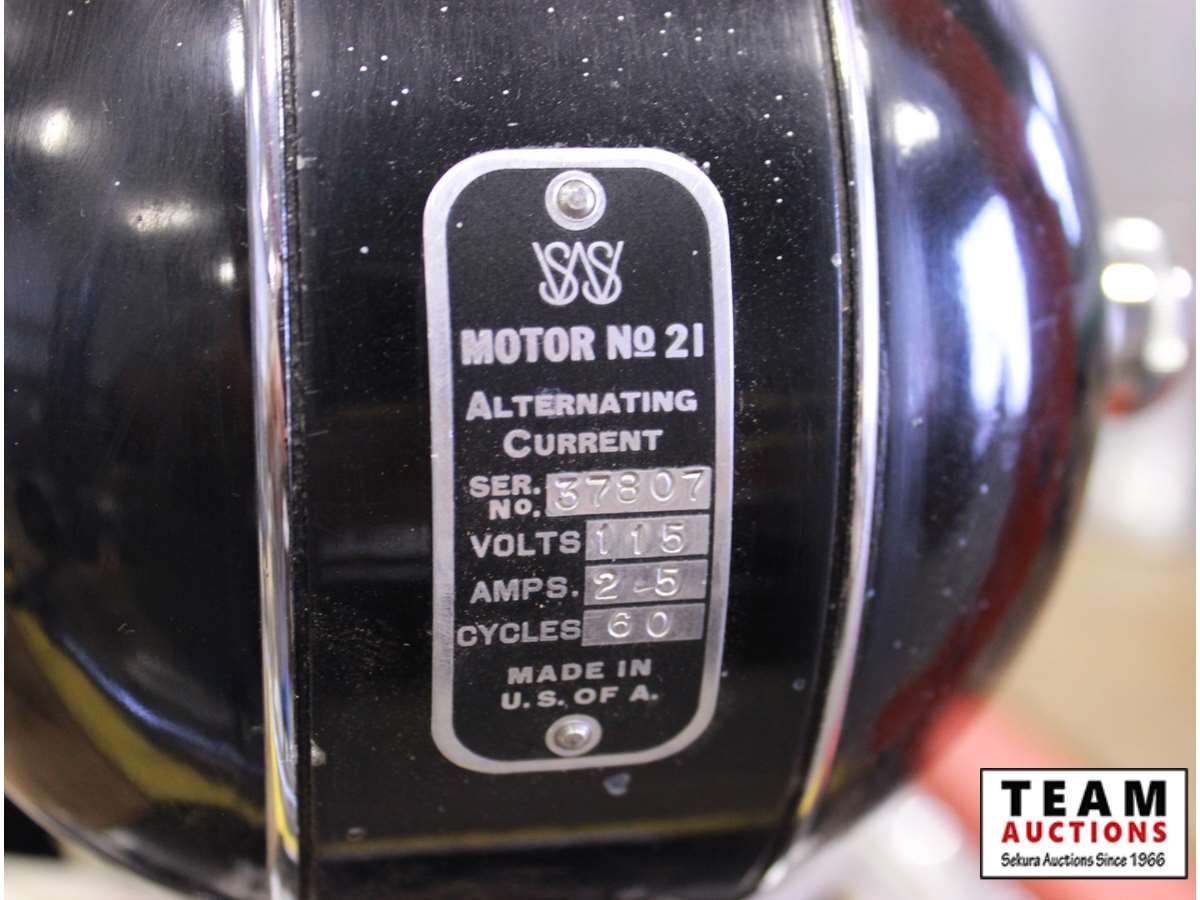 MOTOR No 21
ALTERNATING
CURRENT
SER. No. 37807
VOLTS 115
AMPS. 2.5
CYCLES 60
MADE IN
U. S. OF A.
TEAM
AUCTIONS
Sekura Auctions Since 1966